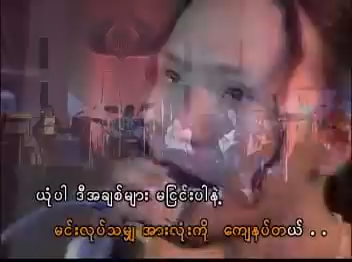 ယုံပါ ဒီအချစ်များ မငြင်းပါနဲ့
မင်းလုပ်သမျှ အားလုံးကို ကျေနပ်တယ် . .